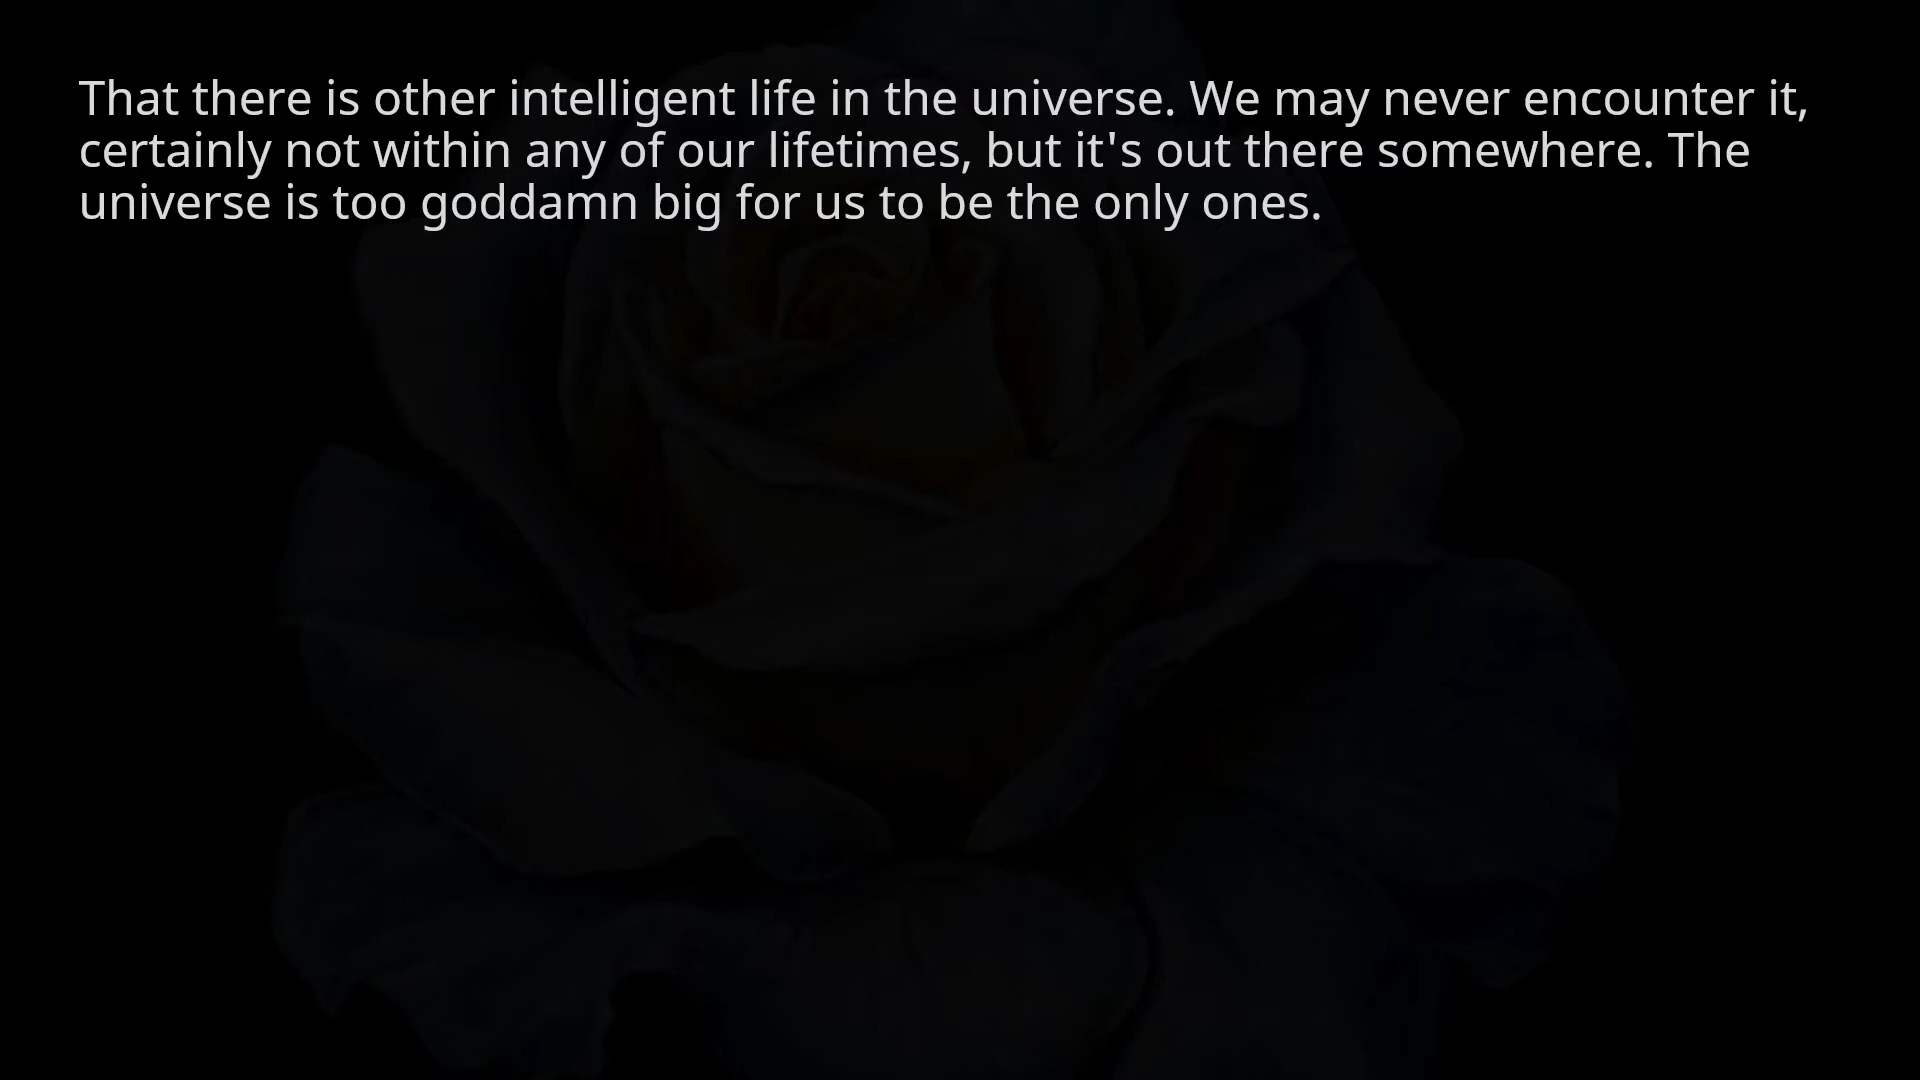 That there is other intelligent life in the universe. We may never encounter it,
certainly not within any of our lifetimes, but it's out there somewhere. The
universe is too goddamn big for us to be the only ones.